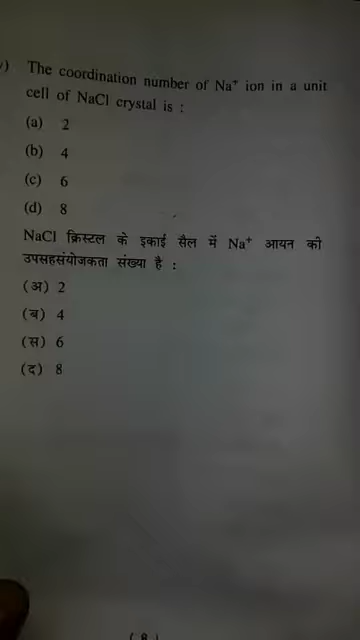 The coordination number of Na⁺ ion in a unit
cell of NaCl crystal is :
(a) 2
(b) 4
(c) 6
(d) 8
NaCl क्रिस्टल के इकाई सैल में Na⁺ आयन की
उपसहसंयोजकता संख्या है :
(अ) 2
(ब) 4
(स) 6
(द) 8
( 8 )